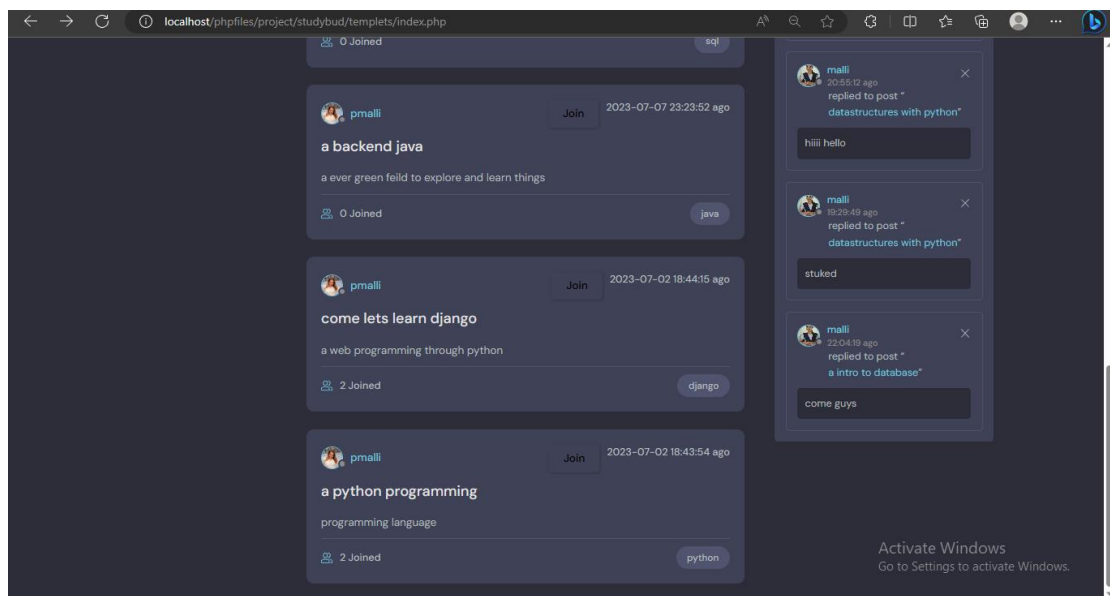 localhost/phpfiles/project/studybud/templets/index.php
0 Joined
sql
pmalli
Join
2023-07-07 23:23:52 ago
a backend java
a ever green feild to explore and learn things
0 Joined
java
pmalli
Join
2023-07-02 18:44:15 ago
come lets learn django
a web programming through python
2 Joined
django
pmalli
Join
2023-07-02 18:43:54 ago
a python programming
programming language
2 Joined
python
malli
20:55:12 ago
replied to post “
datastructures with python”
hiiii hello
malli
19:29:49 ago
replied to post “
datastructures with python”
stuked
malli
22:04:19 ago
replied to post “
a intro to database”
come guys
Activate Windows
Go to Settings to activate Windows.